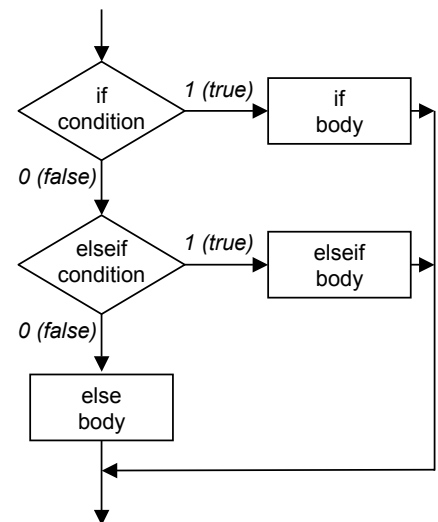 if
condition
1 (true)
if
body
0 (false)
elseif
condition
1 (true)
elseif
body
0 (false)
else
body